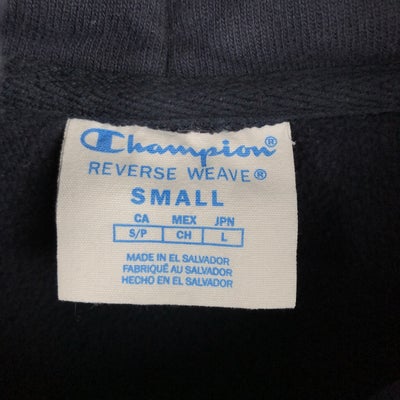 Champion®
REVERSE WEAVE®
SMALL
CA MEX JPN
S/P CH L
MADE IN EL SALVADOR
FABRIQUÉ AU SALVADOR
HECHO EN EL SALVADOR